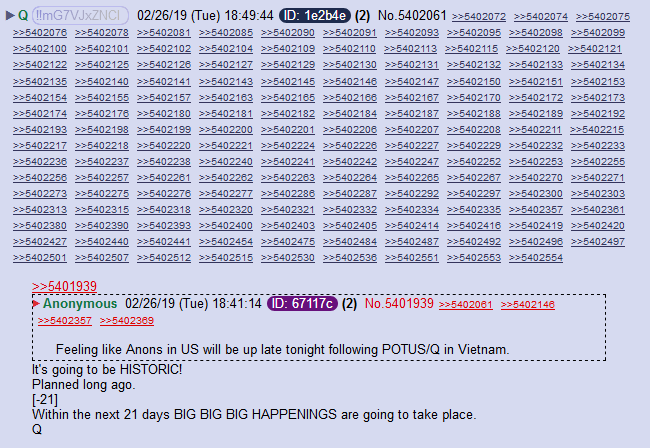 Q !!mG7VJxZNCI 02/26/19 (Tue) 18:49:44 ID: 1e2b4e (2) No.5402061 >>5402072 >>5402074 >>5402075
>>5402076 >>5402078 >>5402081 >>5402085 >>5402090 >>5402091 >>5402093 >>5402095 >>5402098 >>5402099
>>5402100 >>5402101 >>5402102 >>5402104 >>5402109 >>5402110 >>5402113 >>5402115 >>5402120 >>5402121
>>5402122 >>5402125 >>5402126 >>5402127 >>5402129 >>5402130 >>5402131 >>5402132 >>5402133 >>5402134
>>5402135 >>5402140 >>5402141 >>5402143 >>5402145 >>5402146 >>5402147 >>5402150 >>5402151 >>5402153
>>5402154 >>5402155 >>5402157 >>5402163 >>5402165 >>5402166 >>5402167 >>5402170 >>5402172 >>5402173
>>5402174 >>5402176 >>5402180 >>5402181 >>5402182 >>5402184 >>5402187 >>5402188 >>5402189 >>5402192
>>5402193 >>5402198 >>5402199 >>5402200 >>5402201 >>5402206 >>5402207 >>5402208 >>5402211 >>5402215
>>5402217 >>5402218 >>5402220 >>5402221 >>5402224 >>5402226 >>5402227 >>5402229 >>5402232 >>5402233
>>5402236 >>5402237 >>5402238 >>5402240 >>5402241 >>5402242 >>5402247 >>5402252 >>5402253 >>5402255
>>5402256 >>5402257 >>5402261 >>5402262 >>5402263 >>5402264 >>5402266 >>5402267 >>5402270 >>5402271
>>5402273 >>5402275 >>5402276 >>5402277 >>5402286 >>5402287 >>5402292 >>5402297 >>5402300 >>5402303
>>5402313 >>5402315 >>5402318 >>5402320 >>5402321 >>5402332 >>5402334 >>5402335 >>5402357 >>5402361
>>5402380 >>5402390 >>5402393 >>5402400 >>5402403 >>5402405 >>5402414 >>5402416 >>5402419 >>5402420
>>5402427 >>5402440 >>5402441 >>5402454 >>5402475 >>5402484 >>5402487 >>5402492 >>5402496 >>5402497
>>5402501 >>5402507 >>5402512 >>5402515 >>5402530 >>5402536 >>5402551 >>5402553 >>5402554
>>5401939
Anonymous 02/26/19 (Tue) 18:41:14 ID: 67117c (2) No.5401939 >>5402061 >>5402146
>>5402357 >>5402369
Feeling like Anons in US will be up late tonight following POTUS/Q in Vietnam.
It's going to be HISTORIC!
Planned long ago.
[-21]
Within the next 21 days BIG BIG BIG HAPPENINGS are going to take place.
Q